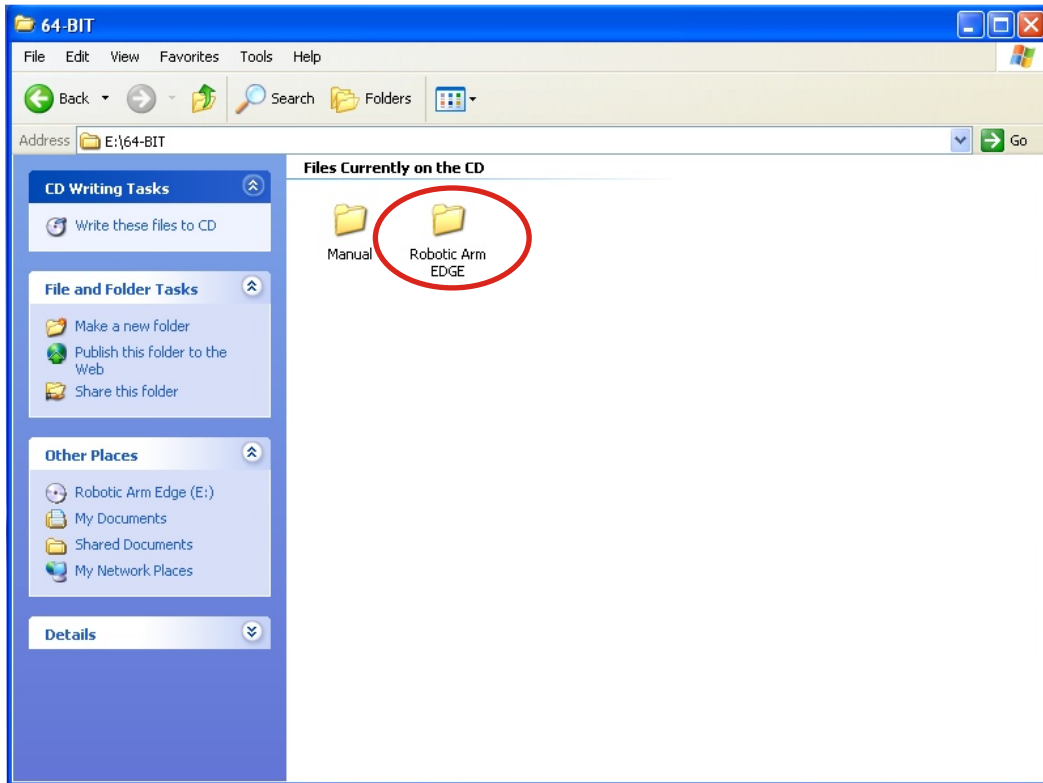 64-BIT
File Edit View Favorites Tools Help
Back Search Folders
Address E:\64-BIT Go
CD Writing Tasks
Write these files to CD
File and Folder Tasks
Make a new folder
Publish this folder to the
Web
Share this folder
Other Places
Robotic Arm Edge (E:)
My Documents
Shared Documents
My Network Places
Details
Files Currently on the CD
Manual
Robotic Arm
EDGE